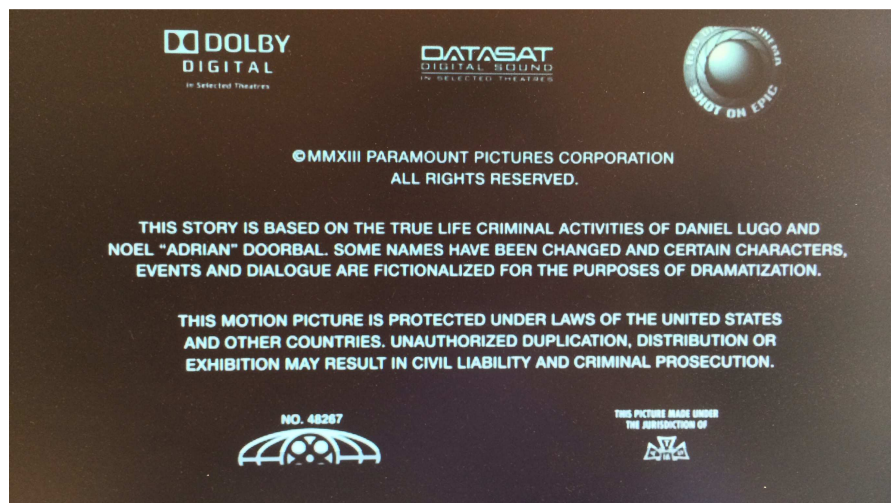 DOLBY
DIGITAL
In Selected Theatres
DATASAT
DIGITAL SOUND
IN SELECTED THEATRES
CINEMA
SHOT ON EPIC
©MMXIII PARAMOUNT PICTURES CORPORATION
ALL RIGHTS RESERVED.
THIS STORY IS BASED ON THE TRUE LIFE CRIMINAL ACTIVITIES OF DANIEL LUGO AND
NOEL “ADRIAN” DOORBAL. SOME NAMES HAVE BEEN CHANGED AND CERTAIN CHARACTERS,
EVENTS AND DIALOGUE ARE FICTIONALIZED FOR THE PURPOSES OF DRAMATIZATION.
THIS MOTION PICTURE IS PROTECTED UNDER LAWS OF THE UNITED STATES
AND OTHER COUNTRIES. UNAUTHORIZED DUPLICATION, DISTRIBUTION OR
EXHIBITION MAY RESULT IN CIVIL LIABILITY AND CRIMINAL PROSECUTION.
NO. 48267
THIS PICTURE MADE UNDER
THE JURISDICTION OF